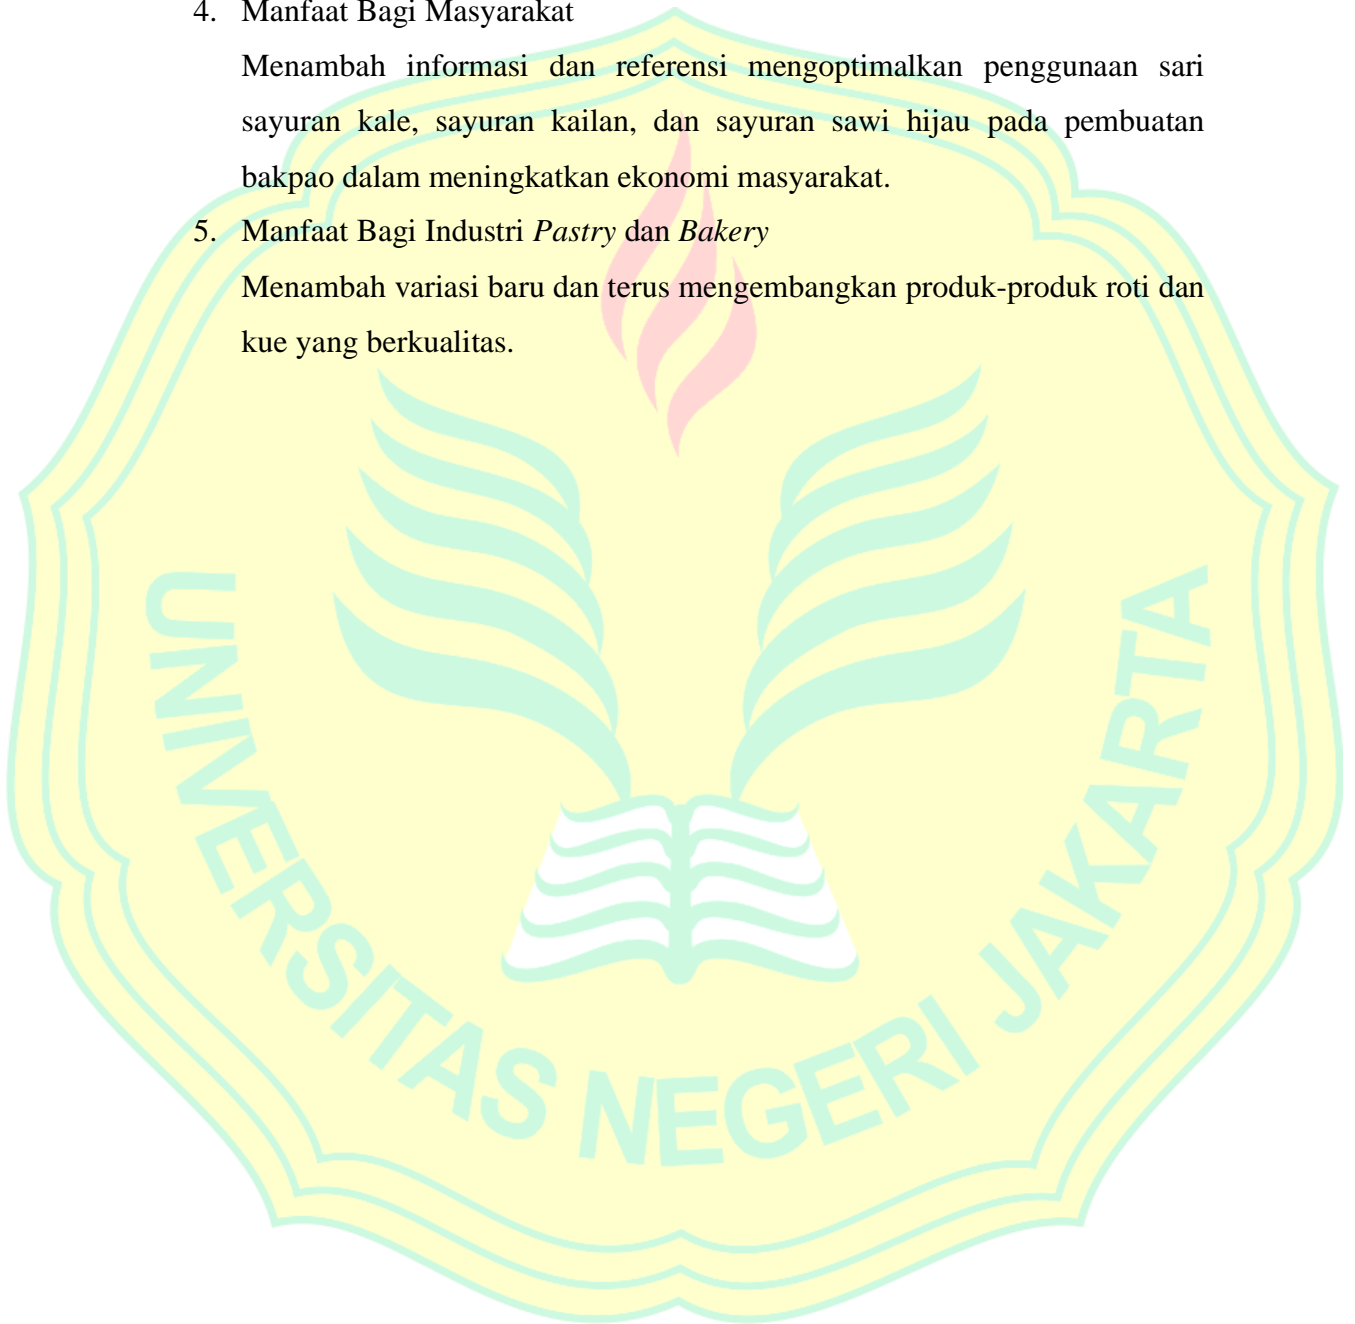 4. Manfaat Bagi Masyarakat
Menambah informasi dan referensi mengoptimalkan penggunaan sari
sayuran kale, sayuran kailan, dan sayuran sawi hijau pada pembuatan
bakpao dalam meningkatkan ekonomi masyarakat.
5. Manfaat Bagi Industri Pastry dan Bakery
Menambah variasi baru dan terus mengembangkan produk-produk roti dan
kue yang berkualitas.
UNIVERSITAS NEGERI JAKARTA